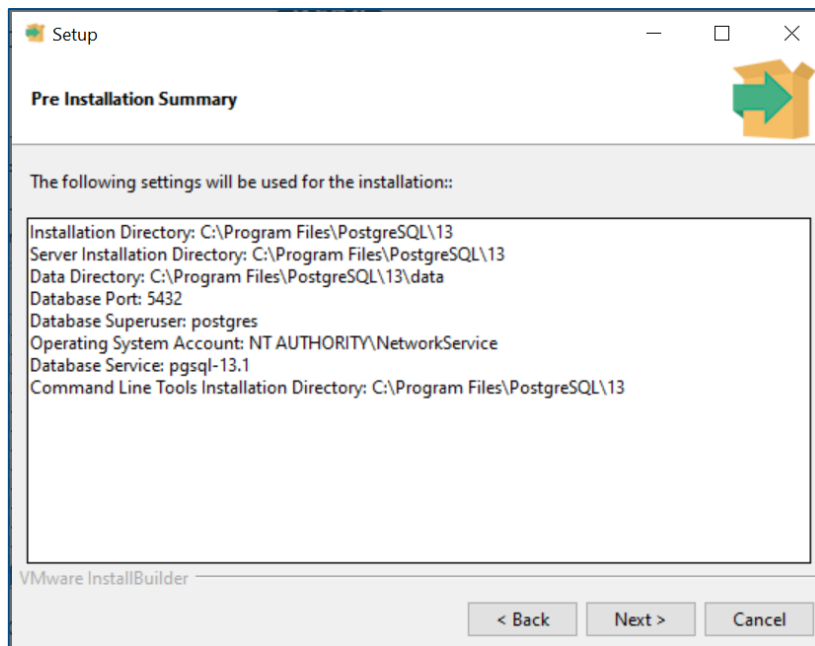 Setup
Pre Installation Summary
The following settings will be used for the installation::
Installation Directory: C:\Program Files\PostgreSQL\13
Server Installation Directory: C:\Program Files\PostgreSQL\13
Data Directory: C:\Program Files\PostgreSQL\13\data
Database Port: 5432
Database Superuser: postgres
Operating System Account: NT AUTHORITY\NetworkService
Database Service: pgsql-13.1
Command Line Tools Installation Directory: C:\Program Files\PostgreSQL\13
VMware InstallBuilder
< Back
Next >
Cancel